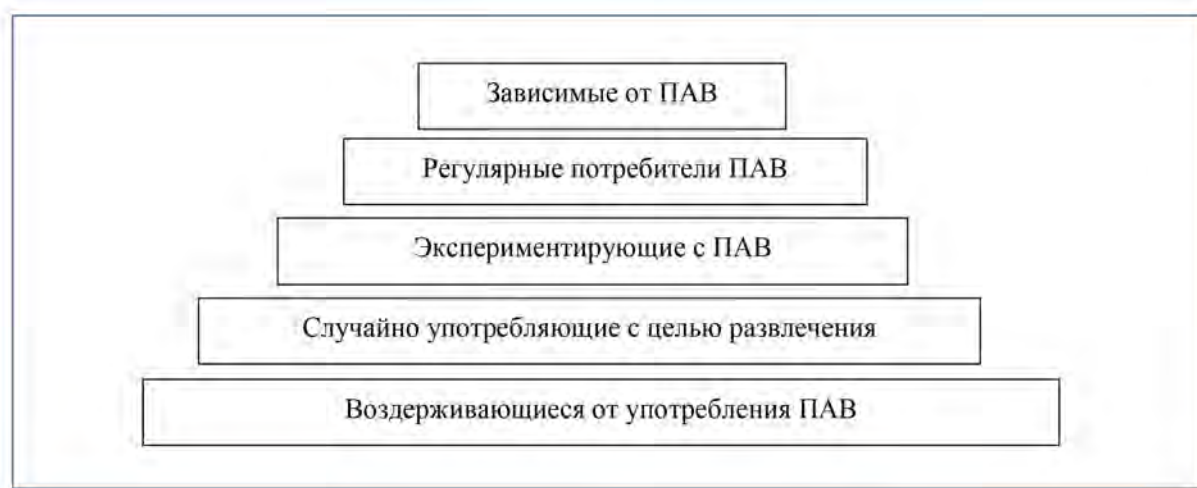 Зависимые от ПАВ
Регулярные потребители ПАВ
Экспериментирующие с ПАВ
Случайно употребляющие с целью развлечения
Воздерживающиеся от употребления ПАВ